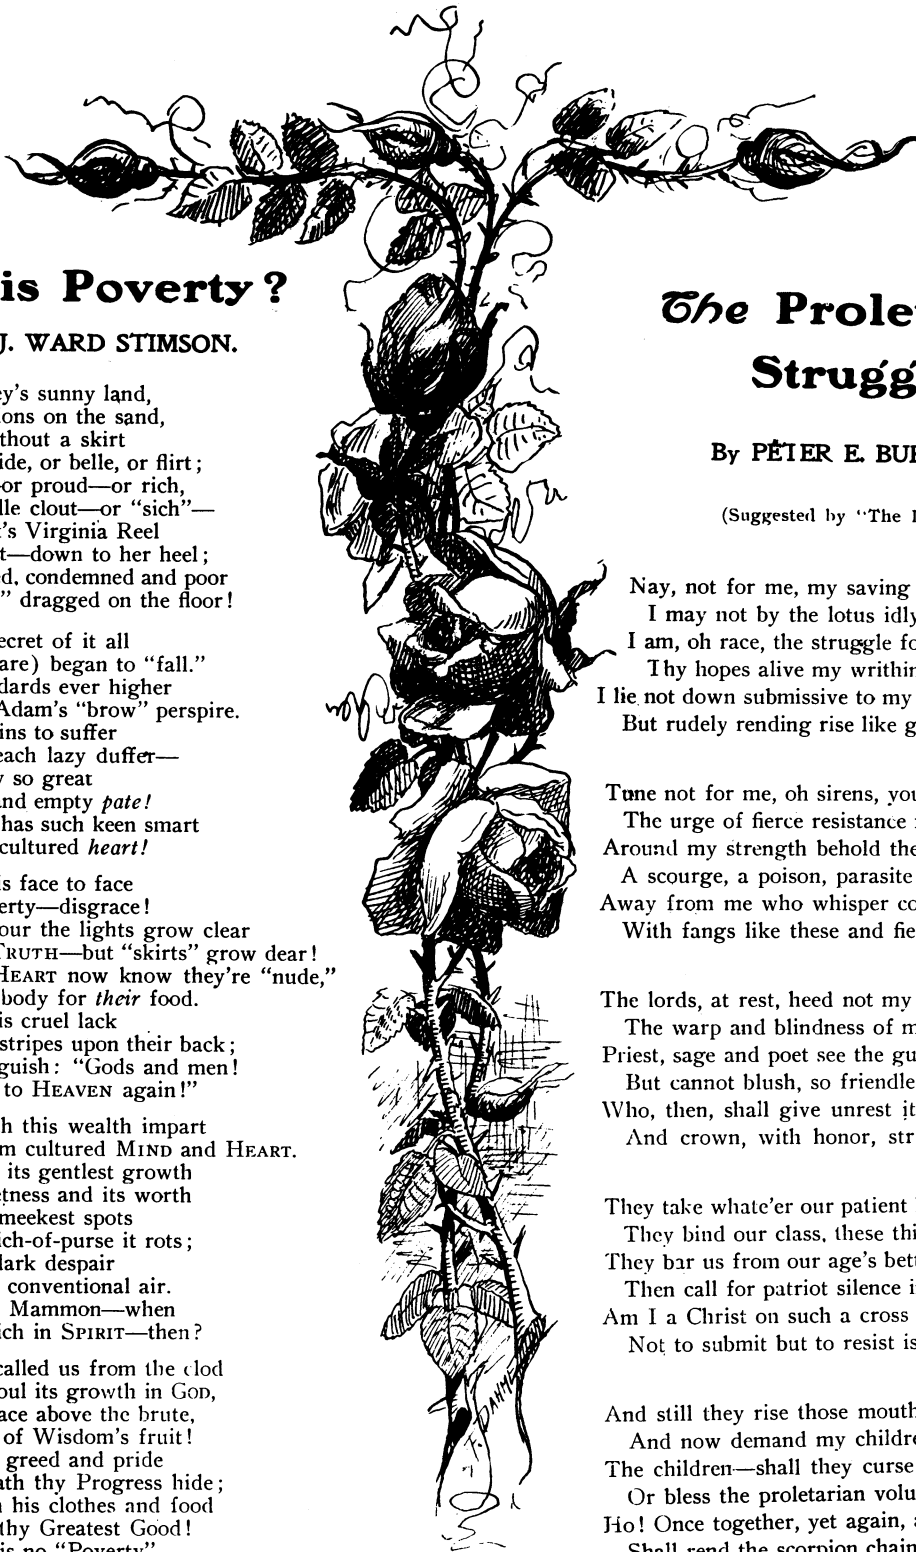 is Poverty?
J. WARD STIMSON.
ey's sunny land,
ons on the sand,
thout a skirt
ide, or belle, or flirt;
or proud—or rich,
lle clout—or "sich"—
's Virginia Reel
t—down to her heel;
d, condemned and poor
" dragged on the floor!
ecret of it all
are) began to "fall."
dards ever higher
Adam's "brow" perspire.
ins to suffer
each lazy duffer—
y so great
nd empty pate!
has such keen smart
cultured heart!
is face to face
erty—disgrace!
our the lights grow clear
TRUTH—but "skirts" grow dear!
HEART now know they're "nude,"
body for their food.
is cruel lack
stripes upon their back;
guish: "Gods and men!
to HEAVEN again!"
h this wealth impart
m cultured MIND and HEART.
its gentlest growth
etness and its worth
meekest spots
ich-of-purse it rots;
dark despair
conventional air.
Mammon—when
ich in SPIRIT—then?
called us from the clod
oul its growth in GOD,
ace above the brute,
of Wisdom's fruit!
greed and pride
ath thy Progress hide;
his clothes and food
thy Greatest Good!
is no "Poverty"
The Prole
Strugg
By PETER E. BU
(Suggested by "The
Nay, not for me, my saving
I may not by the lotus idly
I am, oh race, the struggle fo
Thy hopes alive my writhin
I lie not down submissive to my
But rudely rending rise like g
Tune not for me, oh sirens, you
The urge of fierce resistance
Around my strength behold the
A scourge, a poison, parasite
Away from me who whisper co
With fangs like these and fie
The lords, at rest, heed not my
The warp and blindness of m
Priest, sage and poet see the gu
But cannot blush, so friendle
Who, then, shall give unrest it
And crown, with honor, str
They take whate'er our patient
They bind our class, these thi
They bar us from our age's bett
Then call for patriot silence i
Am I a Christ on such a cross
Not to submit but to resist is
And still they rise those mouth
And now demand my childre
The children—shall they curse
Or bless the proletarian volu
Ho! Once together, yet again, a
Shall rend the scorpion chain
T. DAHME